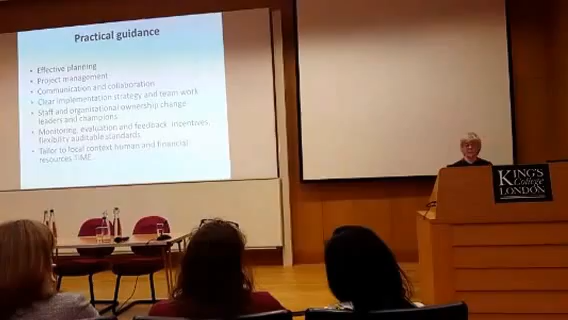 Practical guidance
• Effective planning
• Project management
• Communication and collaboration
• Clear implementation strategy and team work
• Staff and organisational ownership change
leaders and champions
• Monitoring, evaluation and feedback, incentives,
flexibility auditable standards
• Tailor to local context human and financial
resources TIME
KING'S
College
LONDON